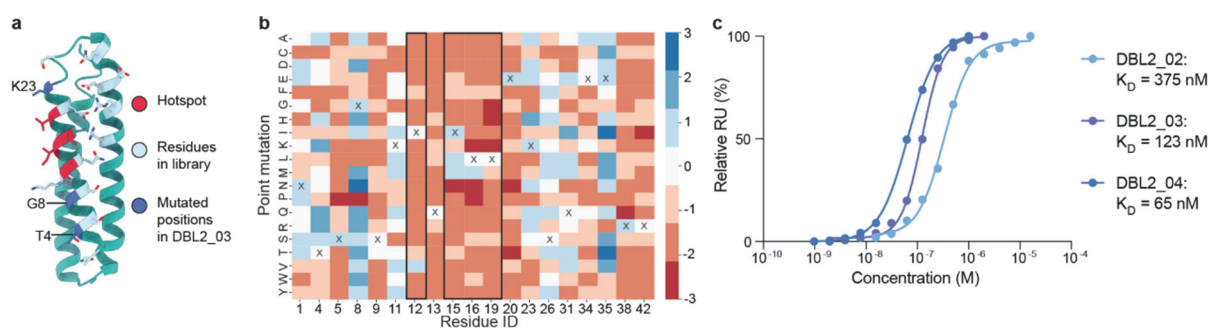 a
K23
G8
T4
Hotspot
Residues
in library
Mutated
positions
in DBL2_03
b
Point mutation
A
C
D
E
F
G
H
I
K
L
M
N
P
Q
R
S
T
V
W
Y
X X X
X
X X
X X
X X
X
X X
X X
X X X
X
1 4 5 8 9 11 12 13 15 16 19 20 23 26 31 34 35 38 42
Residue ID
3
2
1
0
-1
-2
-3
c
Relative RU (%)
100
50
0
10⁻¹⁰ 10⁻⁹ 10⁻⁸ 10⁻⁷ 10⁻⁶ 10⁻⁵ 10⁻⁴
Concentration (M)
DBL2_02:
K_D = 375 nM
DBL2_03:
K_D = 123 nM
DBL2_04:
K_D = 65 nM